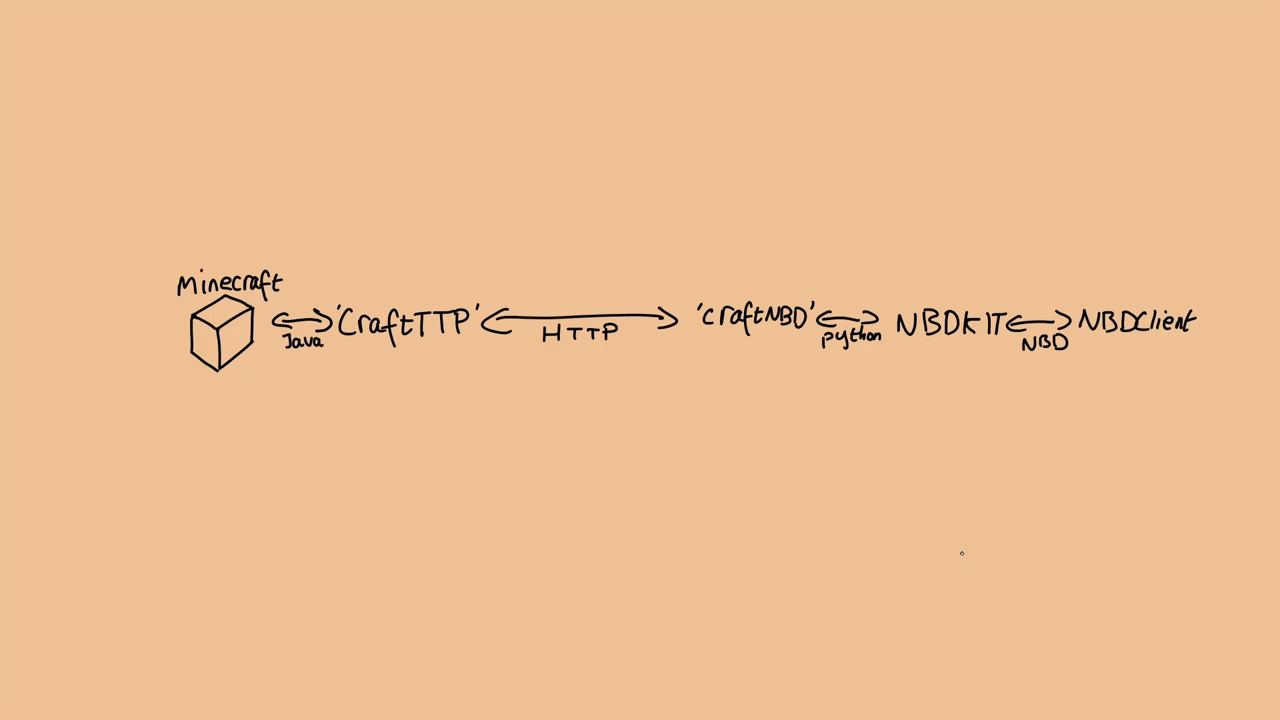 Minecraft
'CraftTTP' 'craftNBD' NBDKIT NBDClient
Java HTTP python NBD